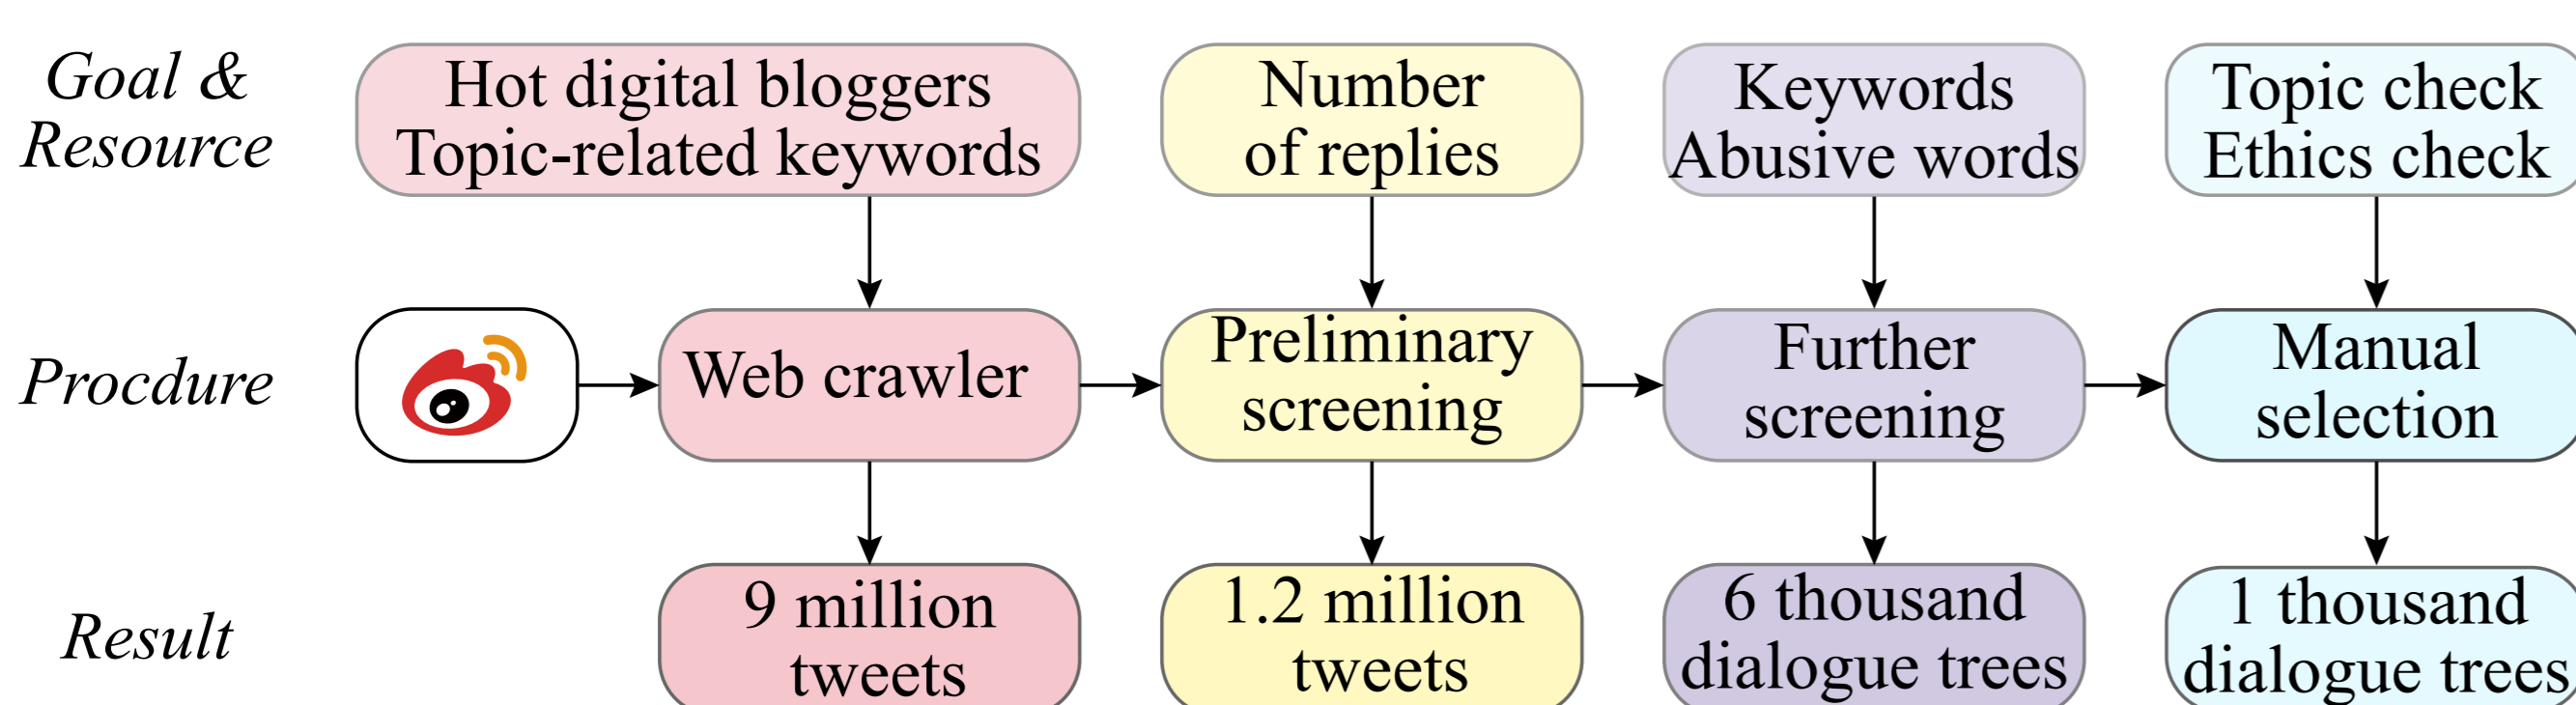 Goal &
Resource
Hot digital bloggers
Topic-related keywords
Number
of replies
Keywords
Abusive words
Topic check
Ethics check
Procdure
Web crawler
Preliminary
screening
Further
screening
Manual
selection
Result
9 million
tweets
1.2 million
tweets
6 thousand
dialogue trees
1 thousand
dialogue trees